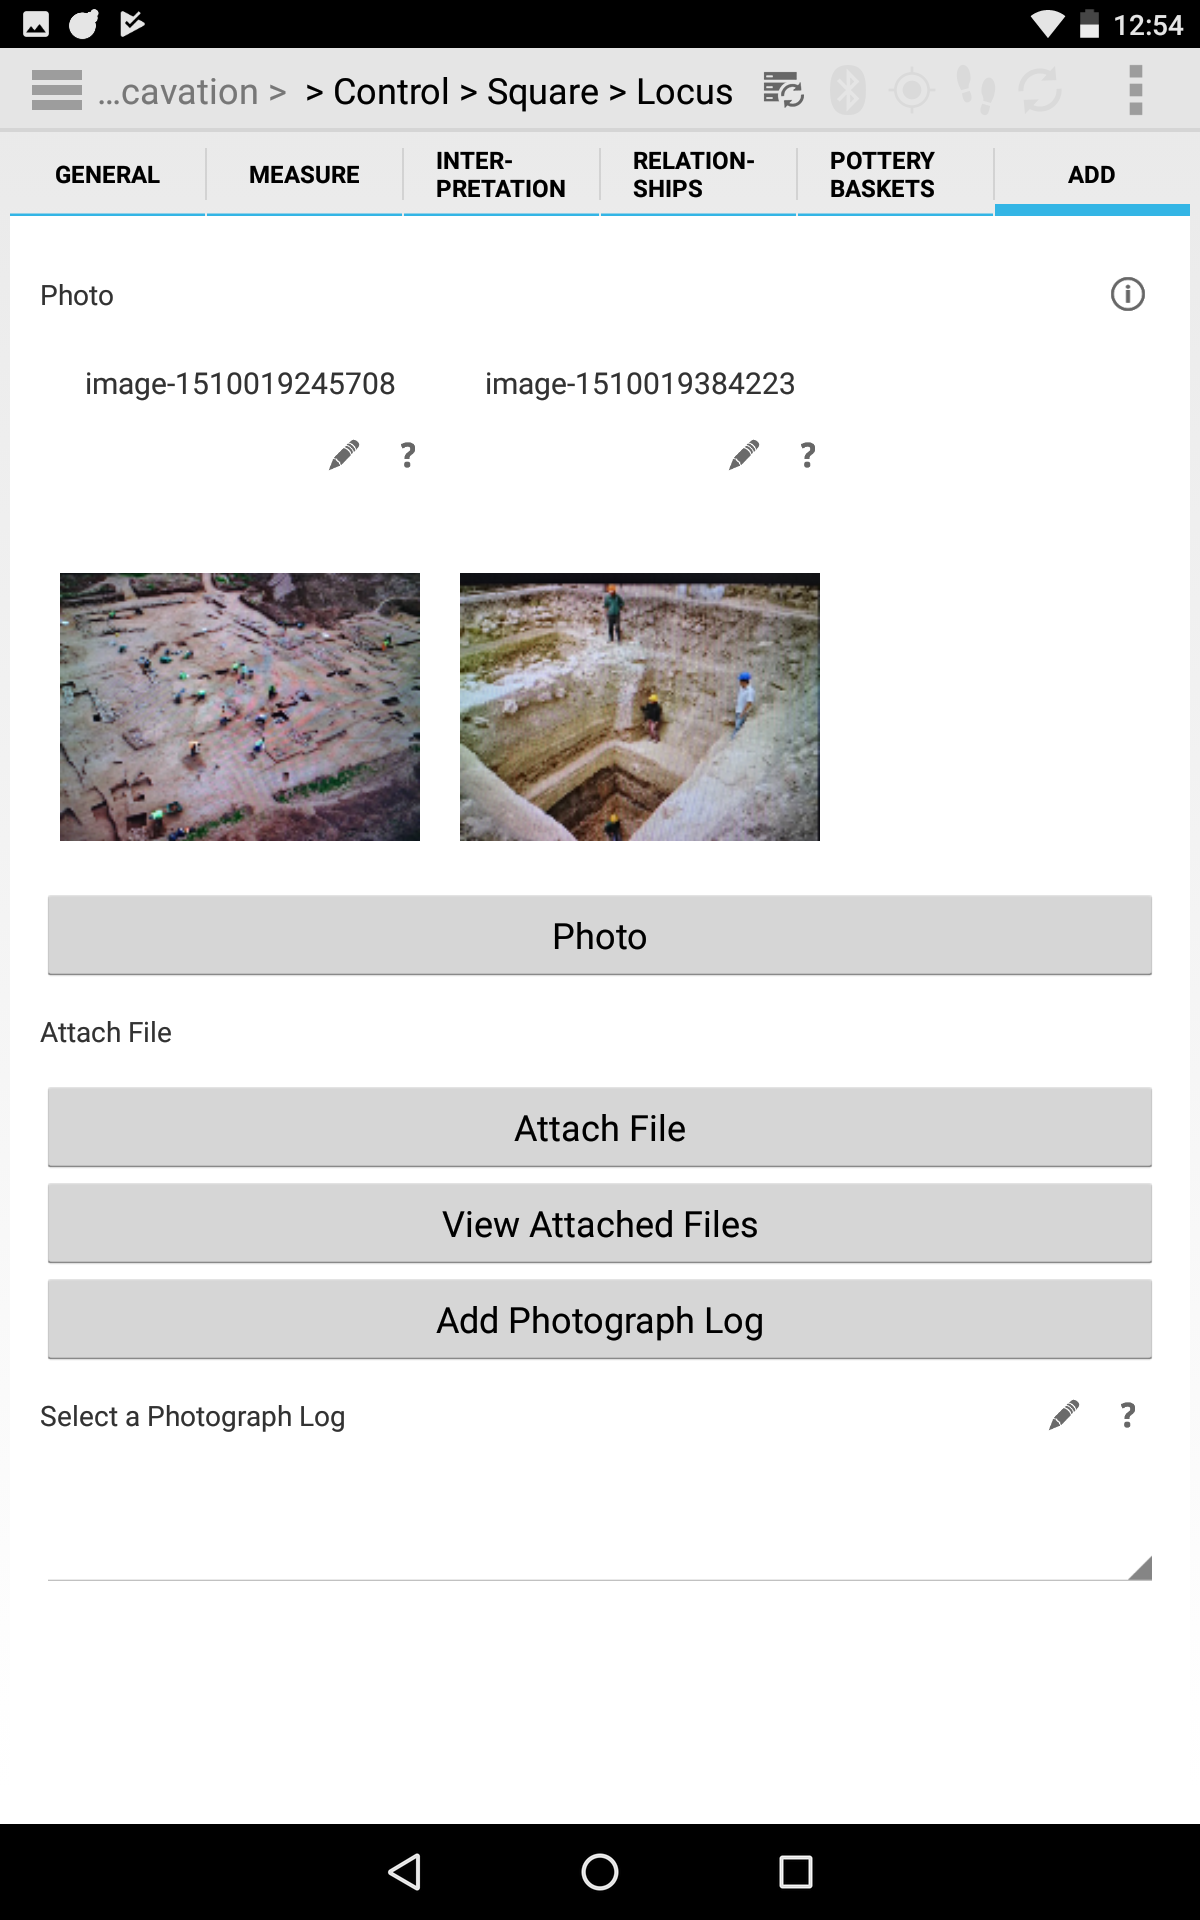 12:54
...cavation > > Control > Square > Locus
GENERAL
MEASURE
INTER-
PRETATION
RELATION-
SHIPS
POTTERY
BASKETS
ADD
Photo
image-1510019245708
image-1510019384223
?
?
Photo
Attach File
Attach File
View Attached Files
Add Photograph Log
Select a Photograph Log
?